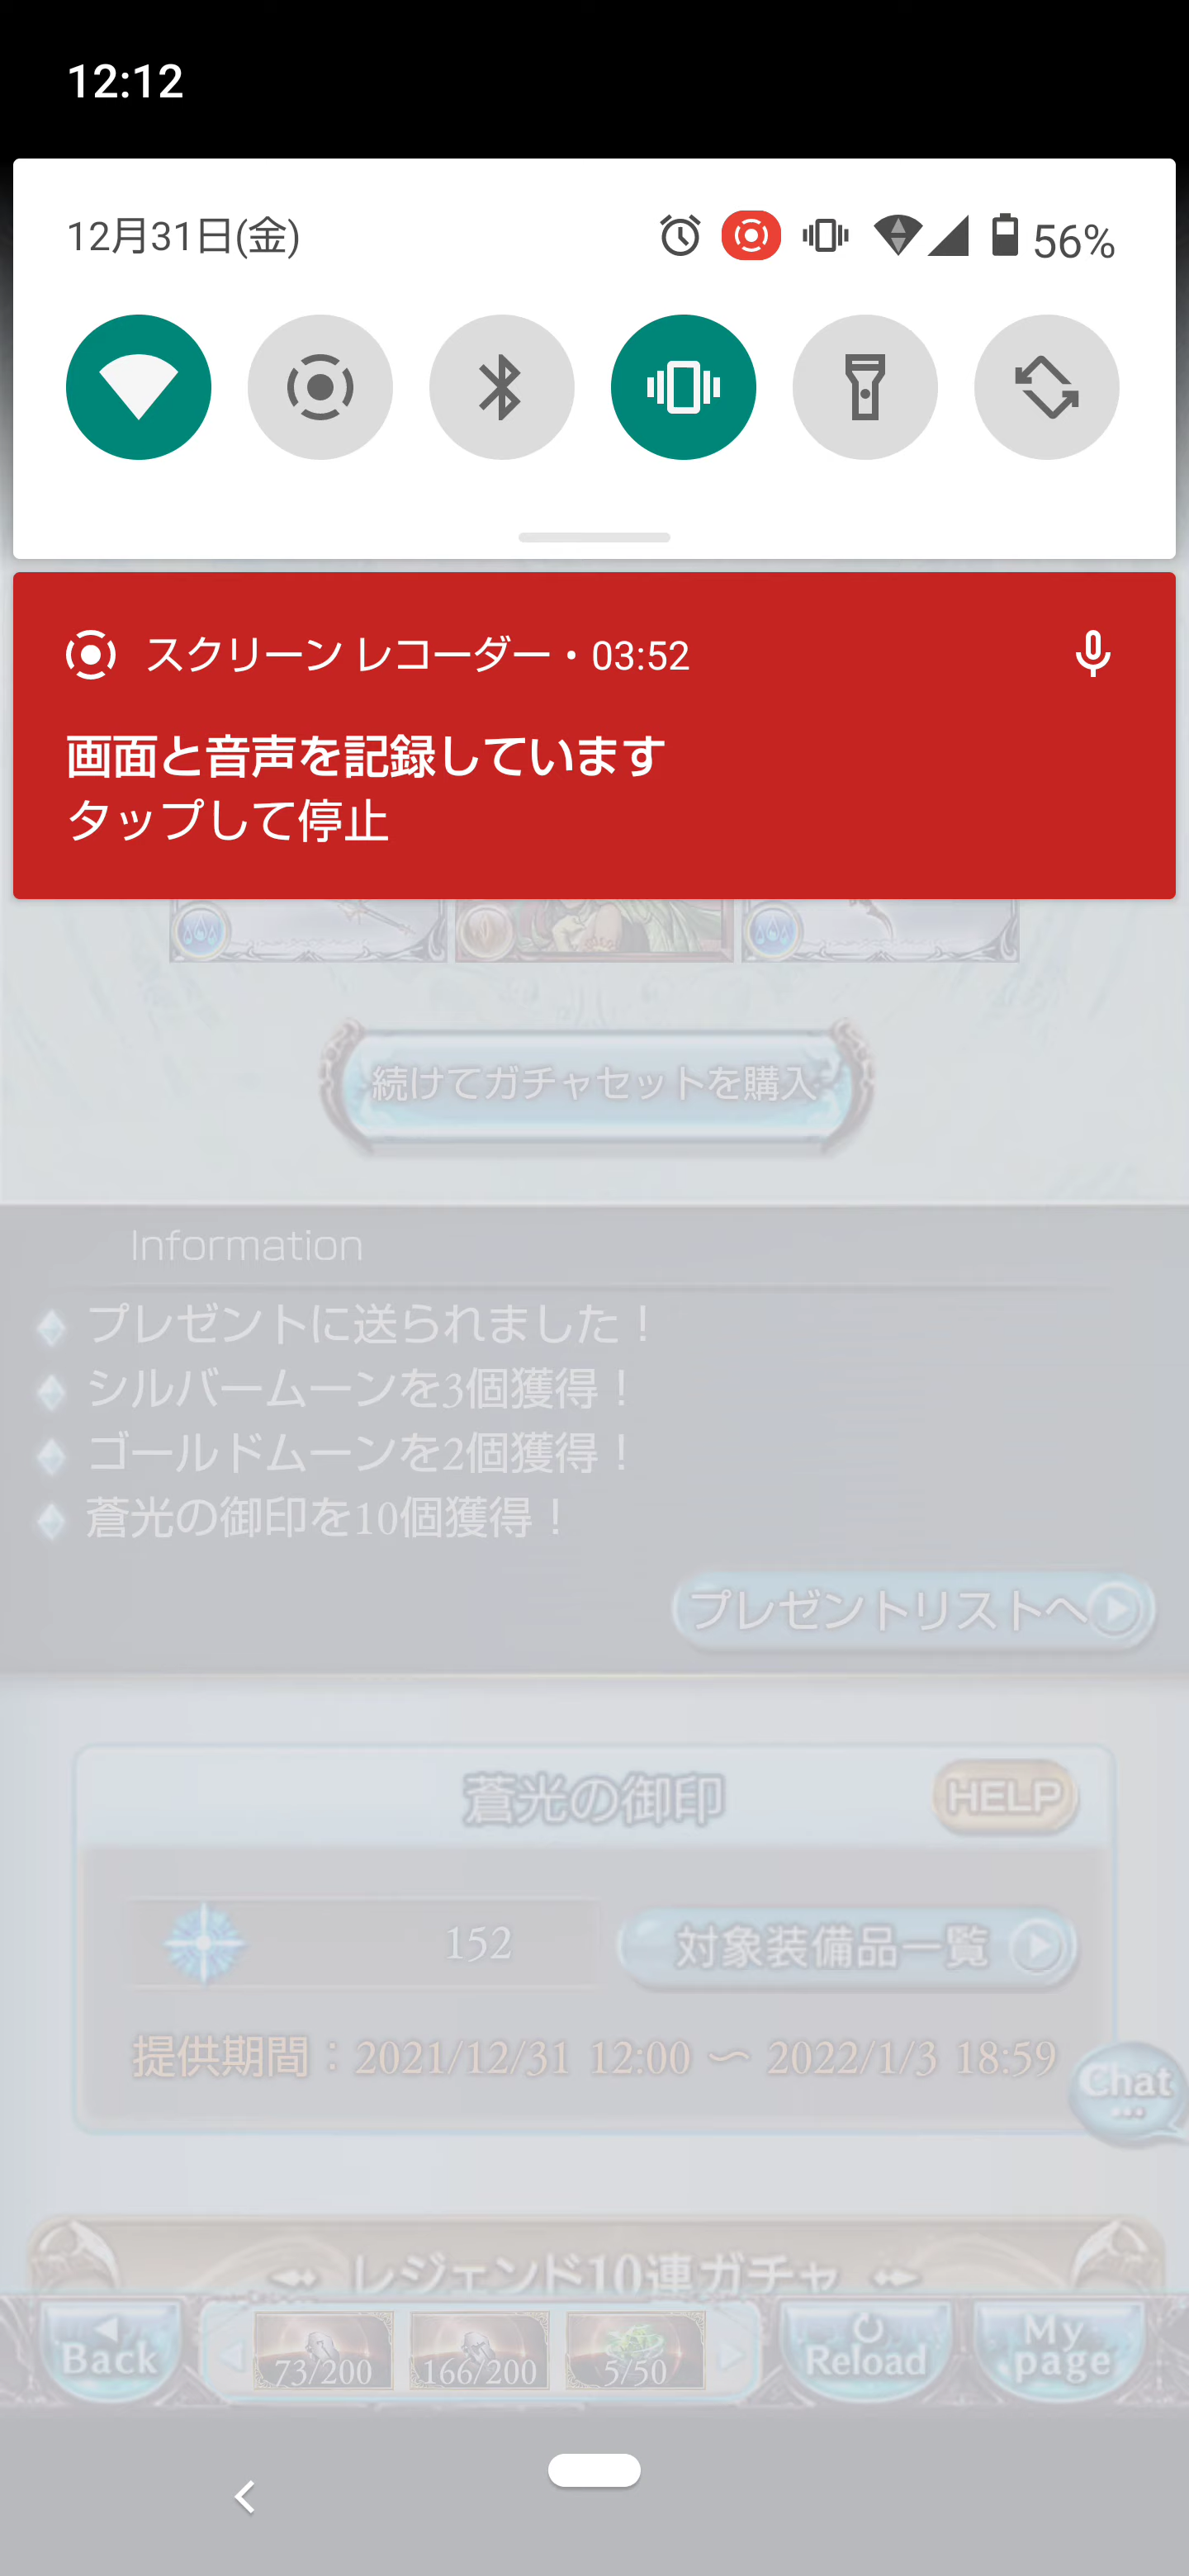 12:12
12月31日(金)
56%
スクリーン レコーダー・03:52
画面と音声を記録しています
タップして停止
続けてガチャセットを購入
Information
プレゼントに送られました！
シルバームーンを3個獲得！
ゴールドムーンを2個獲得！
蒼光の御印を10個獲得！
プレゼントリストへ
蒼光の御印
HELP
152
対象装備品一覧
提供期間：2021/12/31 12:00 〜 2022/1/3 18:59
Chat
レジェンド10連ガチャ
Back
73/200
166/200
5/50
Reload
My
page